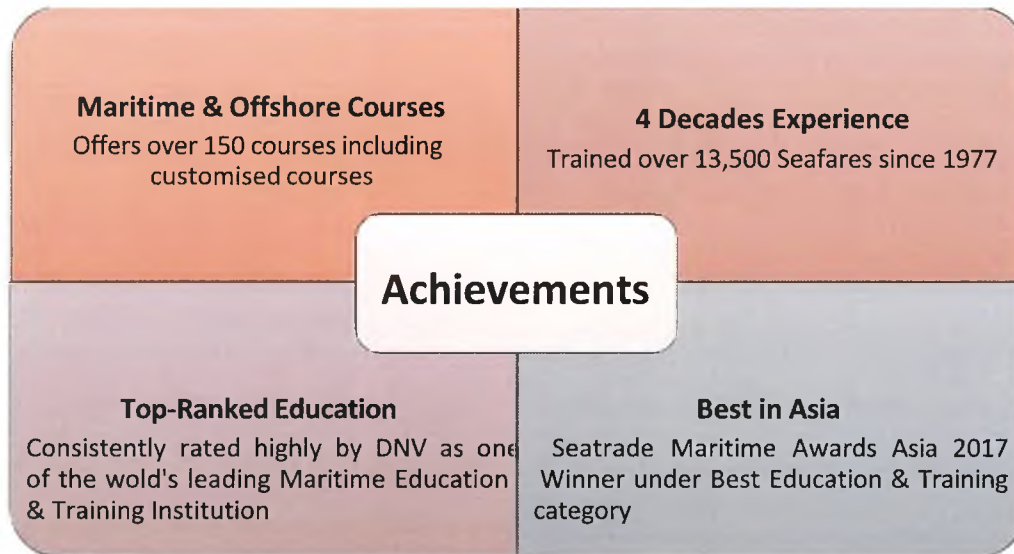 Maritime & Offshore Courses
Offers over 150 courses including
customised courses
4 Decades Experience
Trained over 13,500 Seafares since 1977
Achievements
Top-Ranked Education
Consistently rated highly by DNV as one
of the wold's leading Maritime Education
& Training Institution
Best in Asia
Seatrade Maritime Awards Asia 2017
Winner under Best Education & Training
category